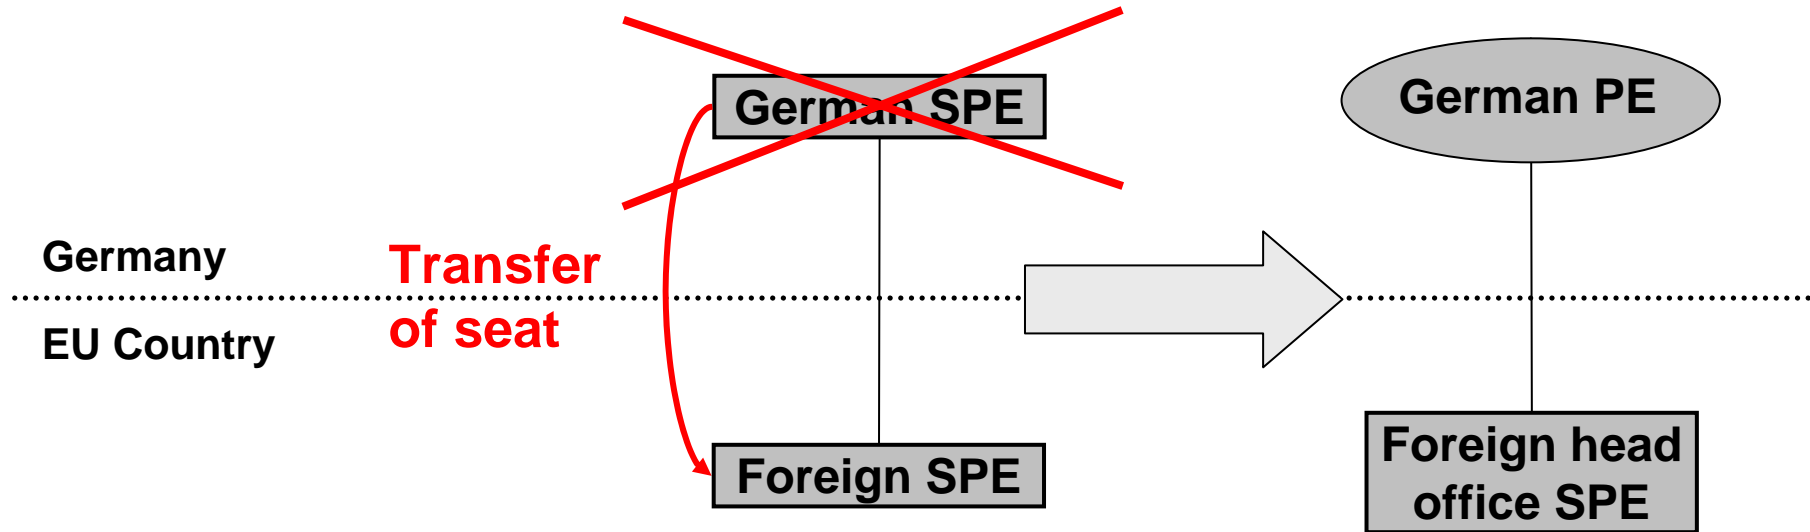 German SPE
German PE
Germany
Transfer
of seat
EU Country
Foreign SPE
Foreign head
office SPE